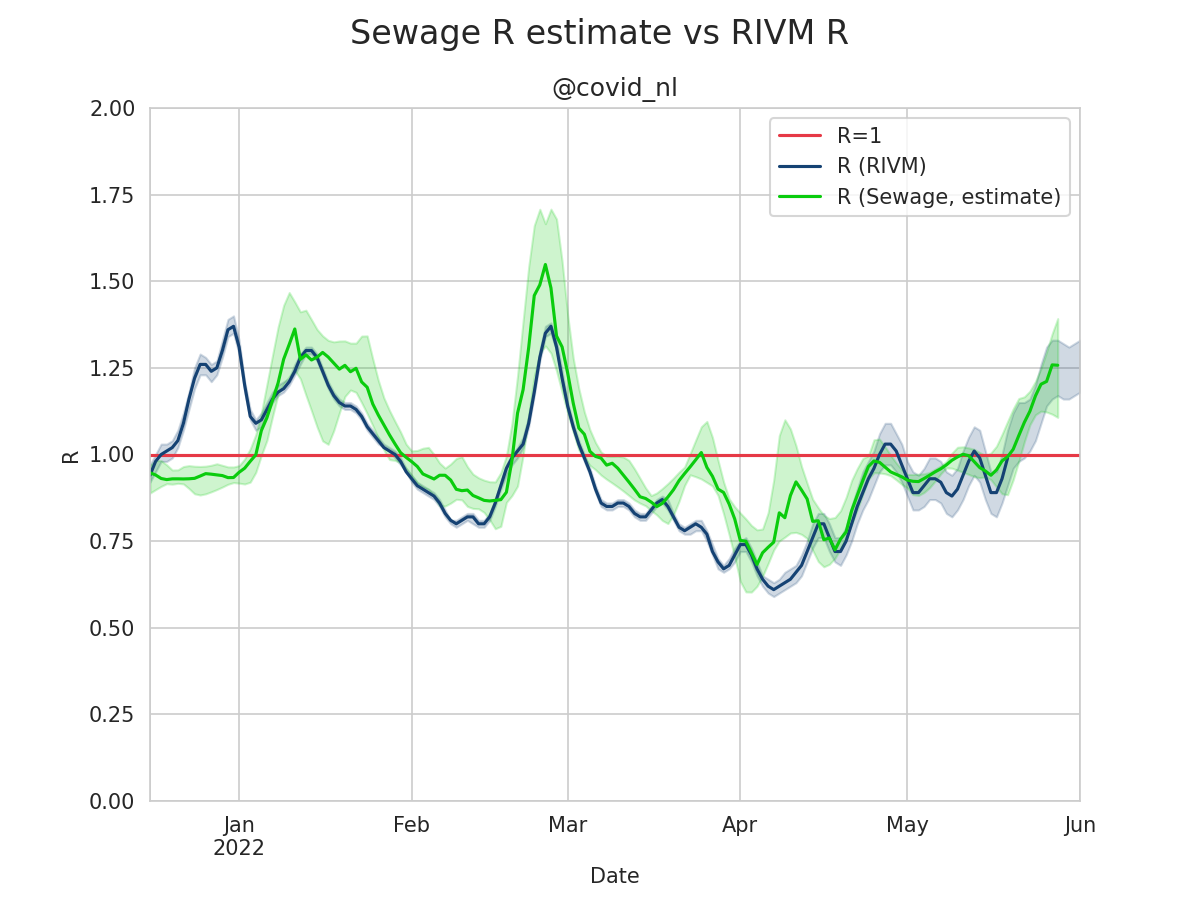 Sewage R estimate vs RIVM R
@covid_nl
R=1
R (RIVM)
R (Sewage, estimate)
2.00
1.75
1.50
1.25
1.00
0.75
0.50
0.25
0.00
R
Jan Feb Mar Apr May Jun
2022
Date